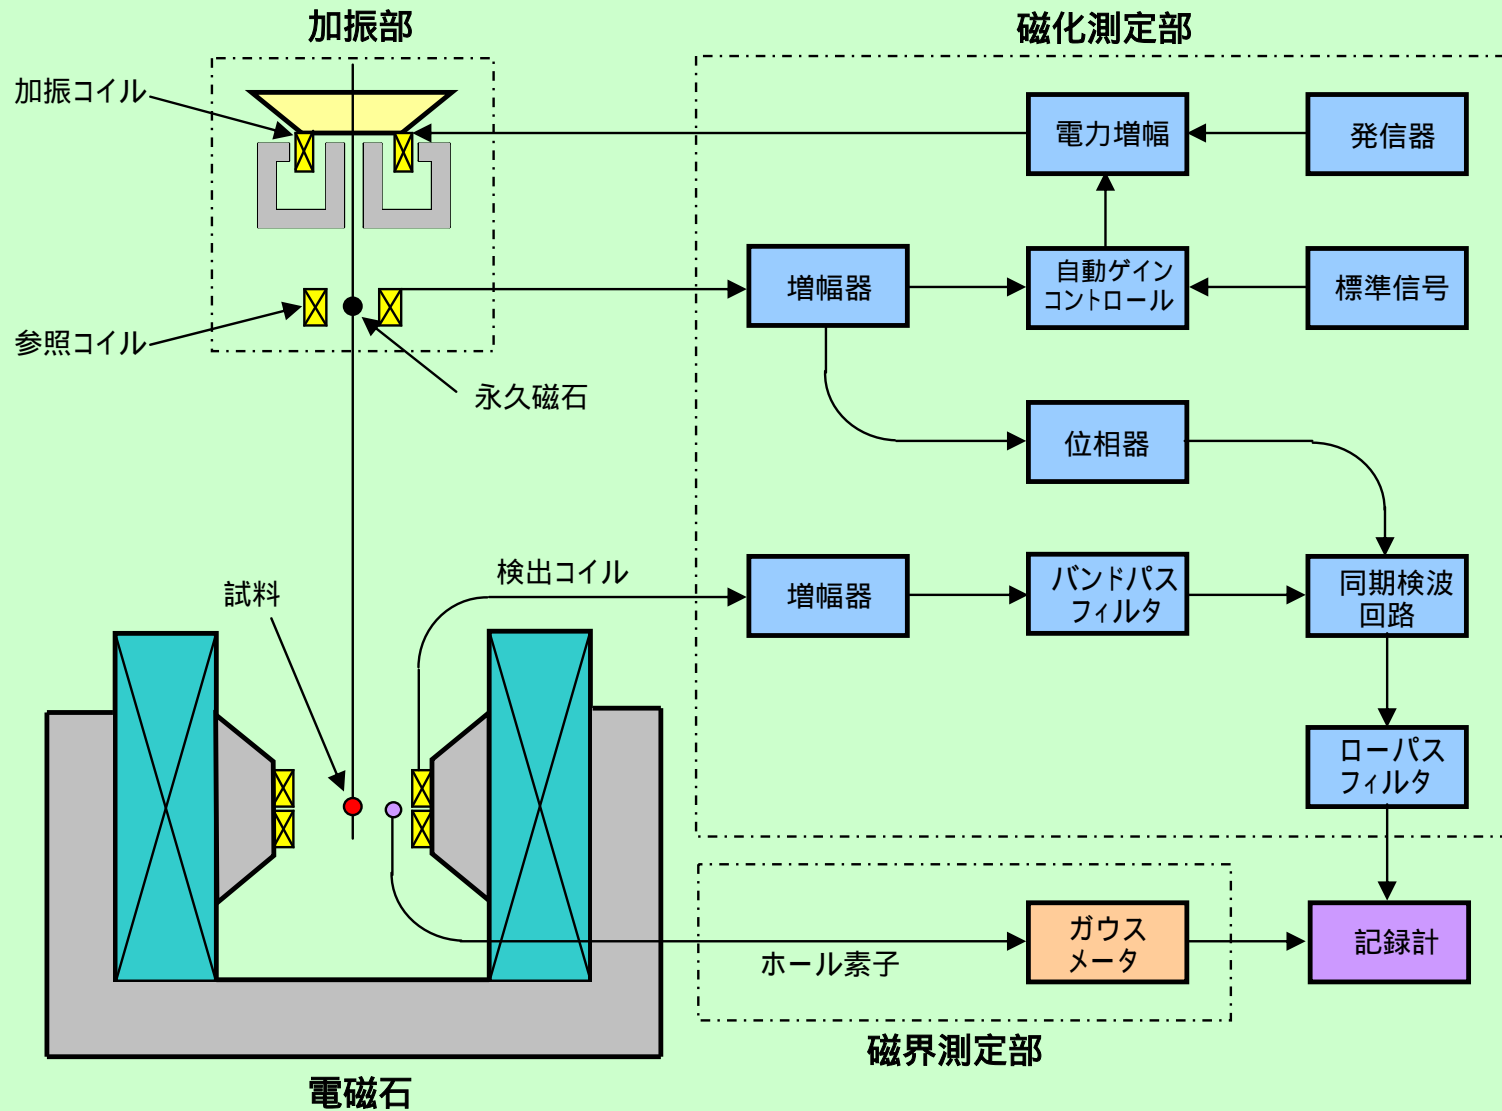 加振部
磁化測定部
加振コイル
電力増幅
発信器
増幅器
自動ゲイン
コントロール
標準信号
参照コイル
永久磁石
位相器
検出コイル
試料
増幅器
バンドパス
フィルタ
同期検波
回路
ローパス
フィルタ
ガウス
メータ
記録計
ホール素子
磁界測定部
電磁石